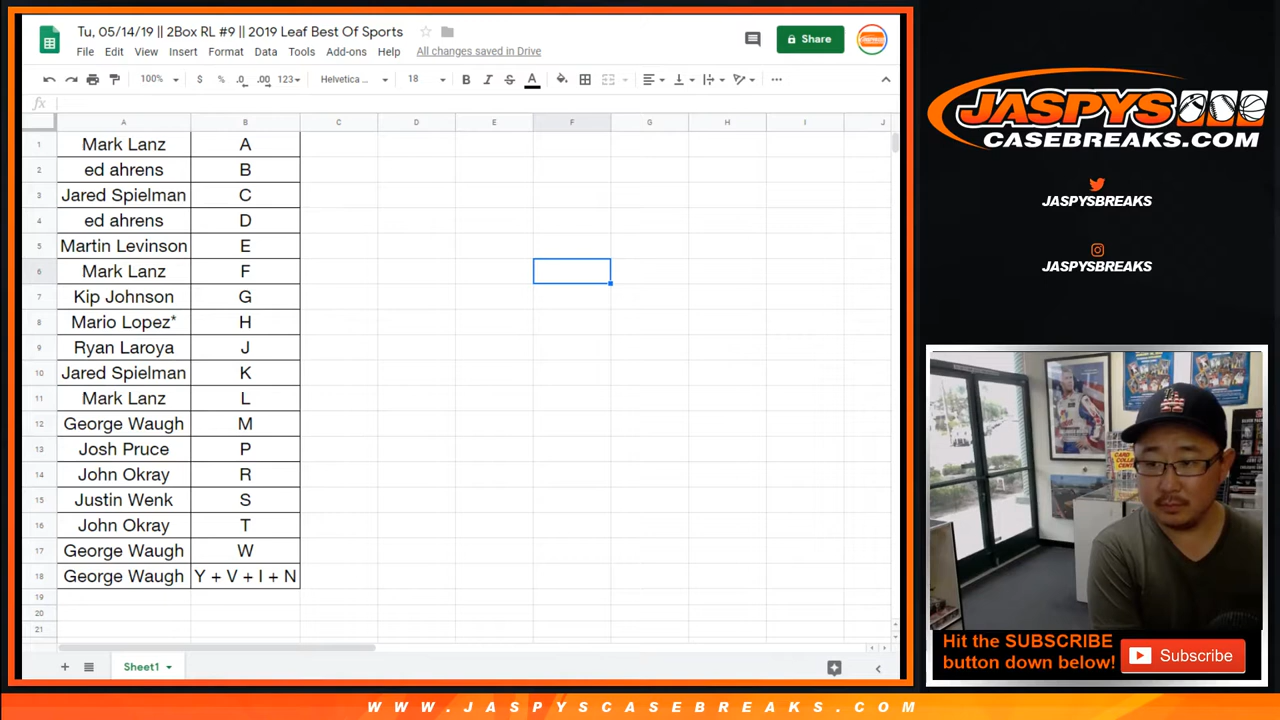 Tu, 05/14/19 || 2Box RL #9 || 2019 Leaf Best Of Sports
File Edit View Insert Format Data Tools Add-ons Help All changes saved in Drive
Share
100% $ % .0 .00 123 Helvetica ... 18 B I S A
fx
A B C D E F G H I J
1 Mark Lanz A
2 ed ahrens B
3 Jared Spielman C
4 ed ahrens D
5 Martin Levinson E
6 Mark Lanz F
7 Kip Johnson G
8 Mario Lopez* H
9 Ryan Laroya J
10 Jared Spielman K
11 Mark Lanz L
12 George Waugh M
13 Josh Pruce P
14 John Okray R
15 Justin Wenk S
16 John Okray T
17 George Waugh W
18 George Waugh Y + V + I + N
19
20
21
Sheet1
JASPYS
CASEBREAKS.COM
JASPYSBREAKS
JASPYSBREAKS
Hit the SUBSCRIBE
button down below!
Subscribe
WWW.JASPYSCASEBREAKS.COM